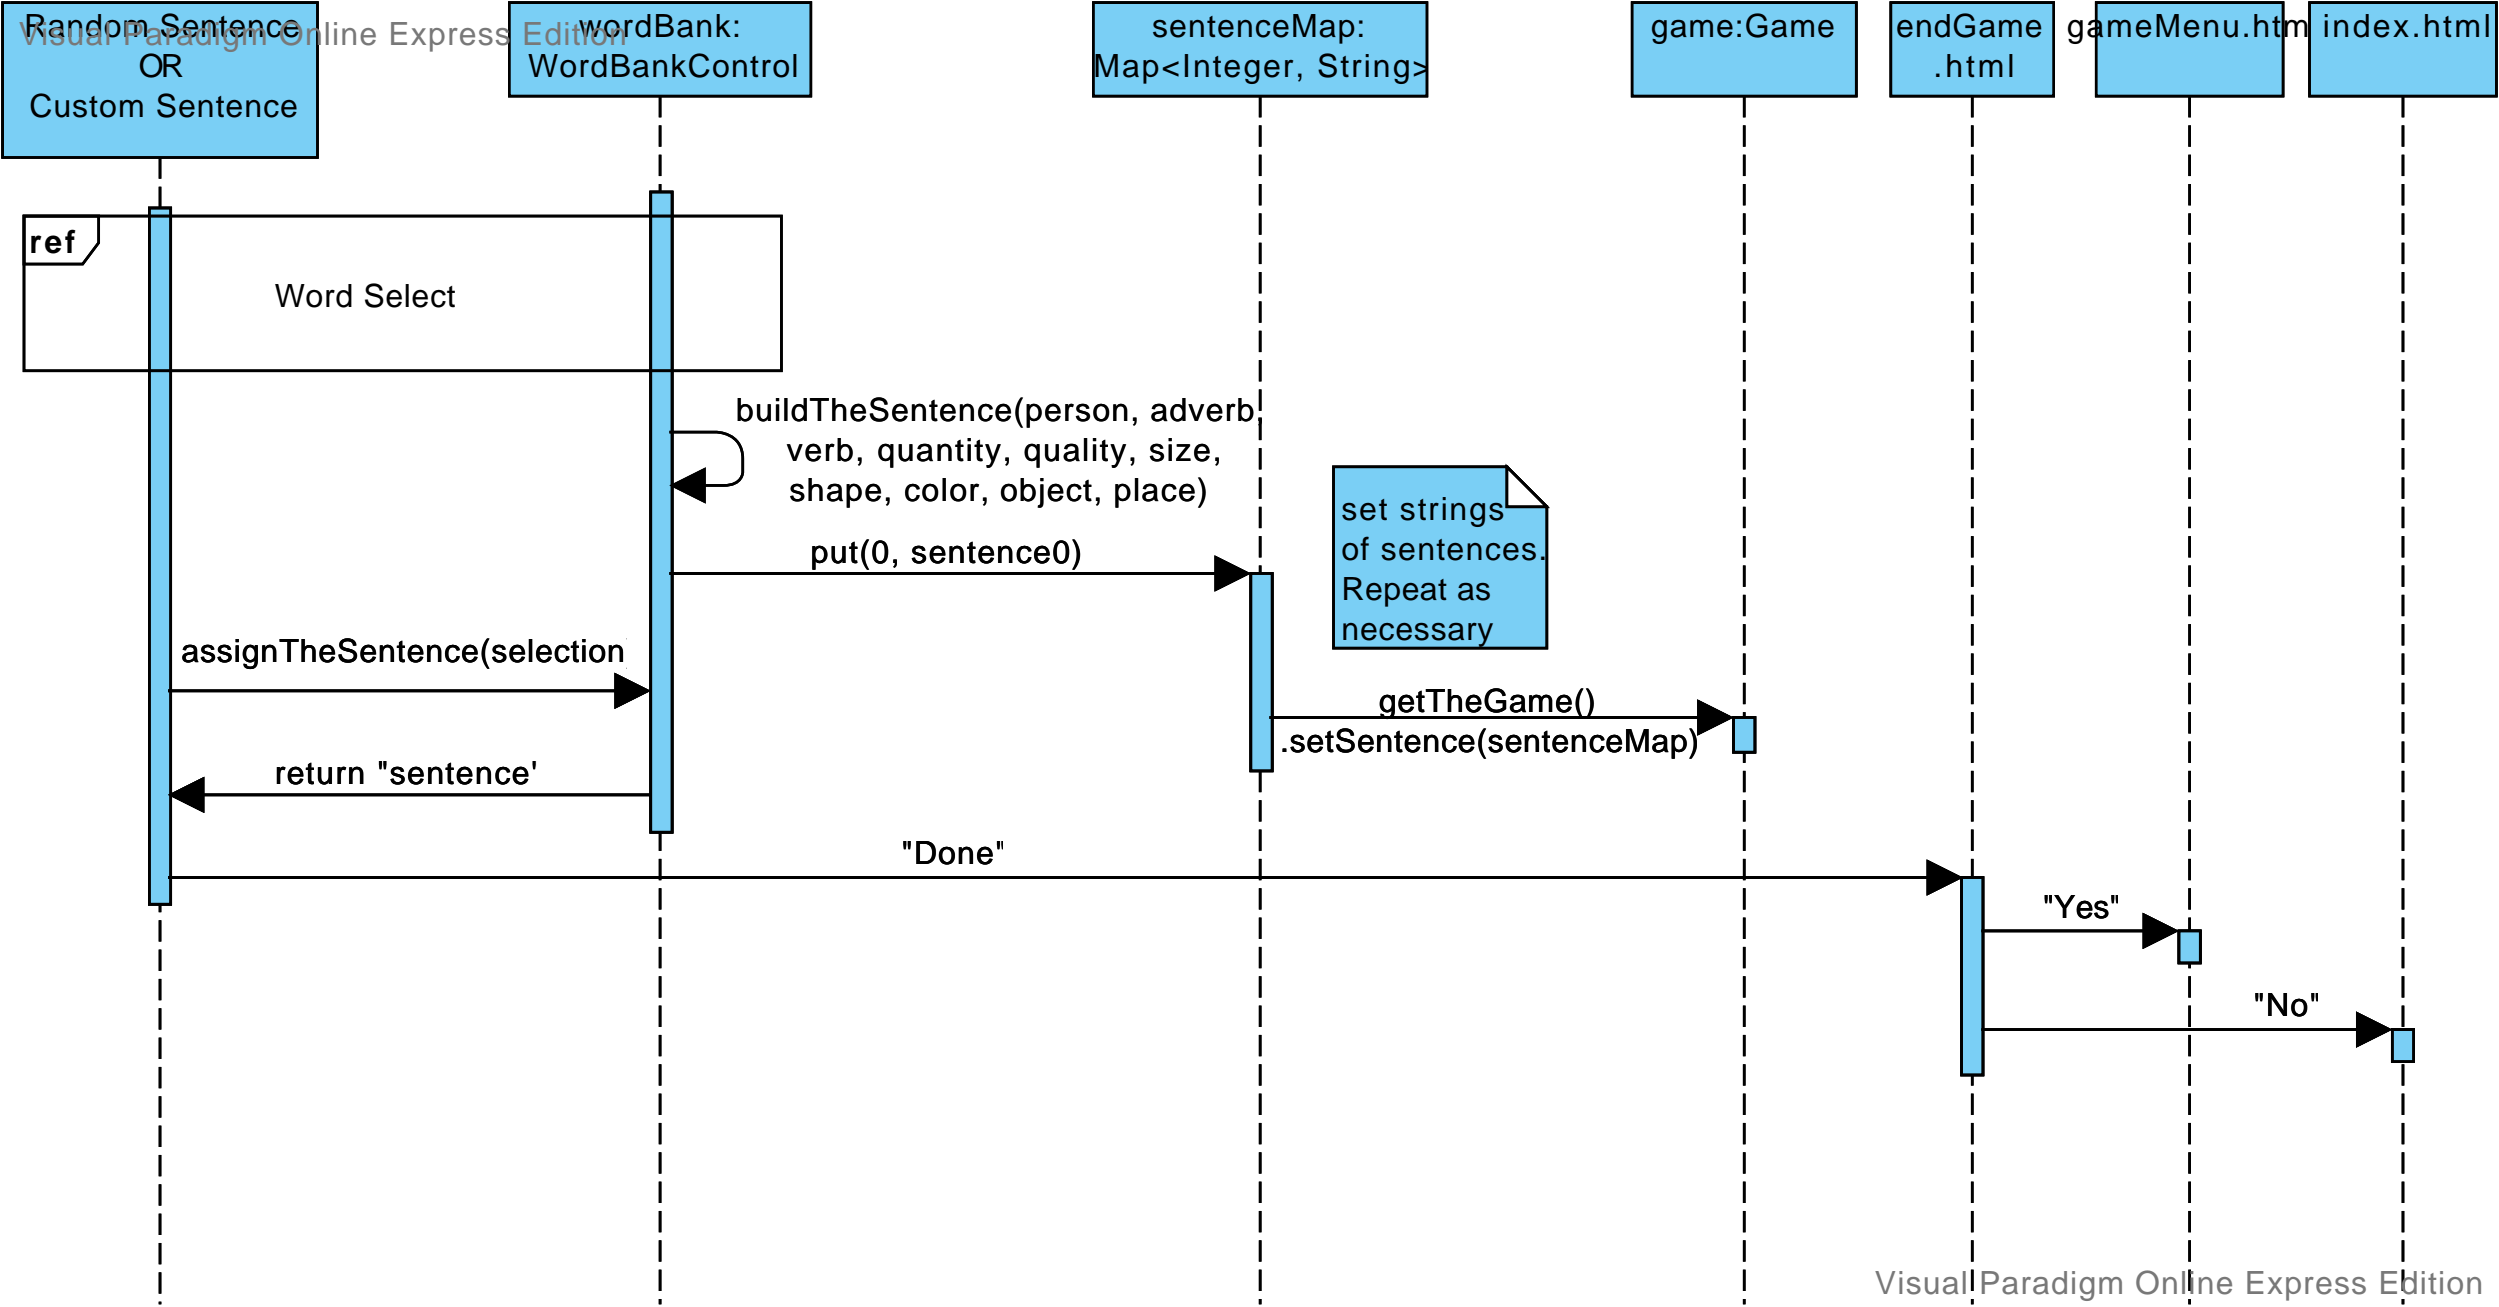 Random Sentence
OR
Custom Sentence
Visual Paradigm Online Express Edition
wordBank:
WordBankControl
sentenceMap:
Map<Integer, String>
game:Game
endGame
.html
gameMenu.htm
index.html
ref
Word Select
buildTheSentence(person, adverb,
verb, quantity, quality, size,
shape, color, object, place)
set strings
of sentences.
Repeat as
necessary
put(0, sentence0)
assignTheSentence(selection
getTheGame()
.setSentence(sentenceMap)
return "sentence'
"Done"
"Yes"
"No"
Visual Paradigm Online Express Edition